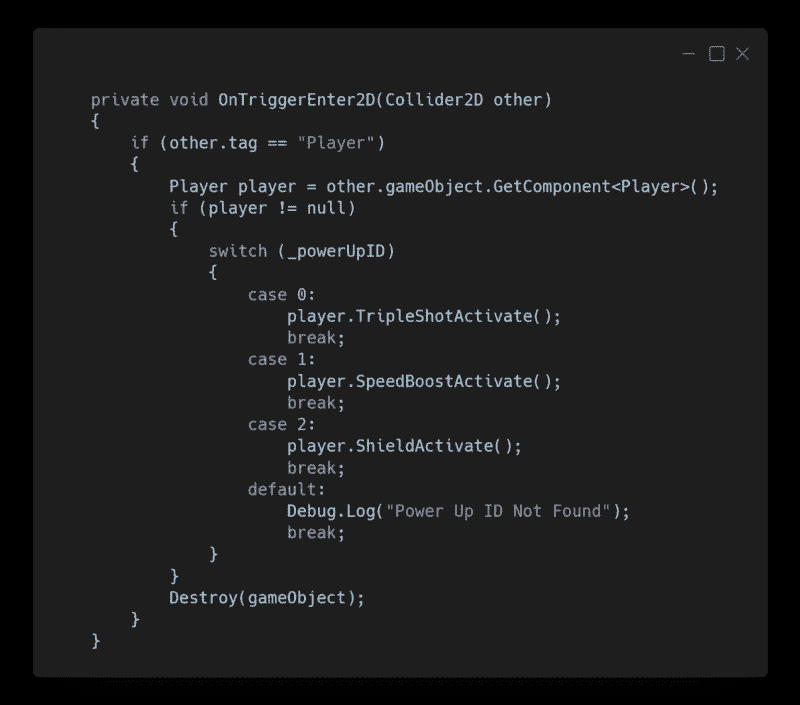 private void OnTriggerEnter2D(Collider2D other)
{
    if (other.tag == "Player")
    {
        Player player = other.gameObject.GetComponent<Player>();
        if (player != null)
        {
            switch (_powerUpID)
            {
                case 0:
                    player.TripleShotActivate();
                    break;
                case 1:
                    player.SpeedBoostActivate();
                    break;
                case 2:
                    player.ShieldActivate();
                    break;
                default:
                    Debug.Log("Power Up ID Not Found");
                    break;
            }
        }
        Destroy(gameObject);
    }
}